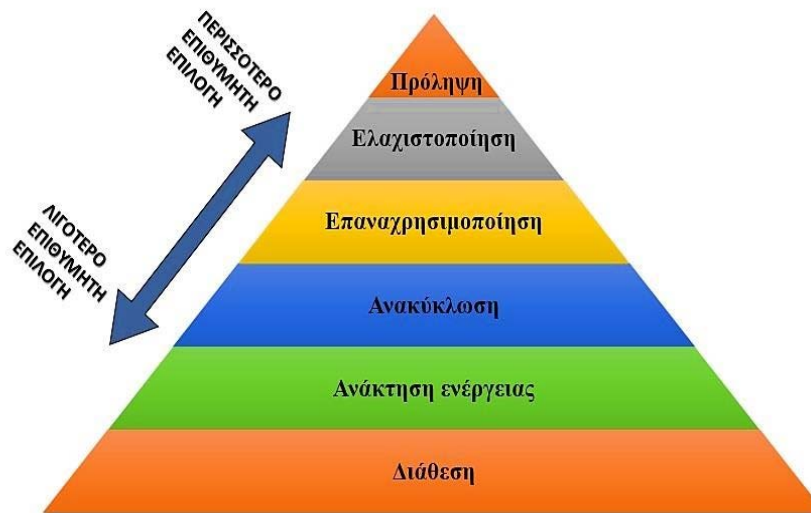 ΠΕΡΙΣΣΟΤΕΡΟ
ΕΠΙΘΥΜΗΤΗ
ΕΠΙΛΟΓΗ
ΛΙΓΟΤΕΡΟ
ΕΠΙΘΥΜΗΤΗ
ΕΠΙΛΟΓΗ
Πρόληψη
Ελαχιστοποίηση
Επαναχρησιμοποίηση
Ανακύκλωση
Ανάκτηση ενέργειας
Διάθεση